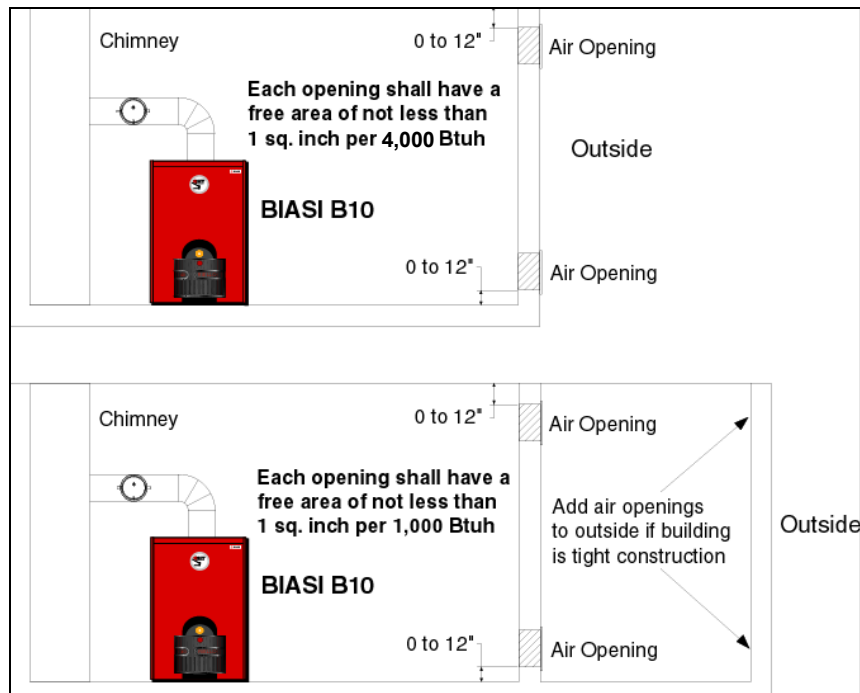 Chimney
0 to 12"
Air Opening
Each opening shall have a
free area of not less than
1 sq. inch per 4,000 Btuh
Outside
BIASI B10
0 to 12"
Air Opening
Chimney
0 to 12"
Air Opening
Each opening shall have a
free area of not less than
1 sq. inch per 1,000 Btuh
Add air openings
to outside if building
is tight construction
Outside
BIASI B10
0 to 12"
Air Opening